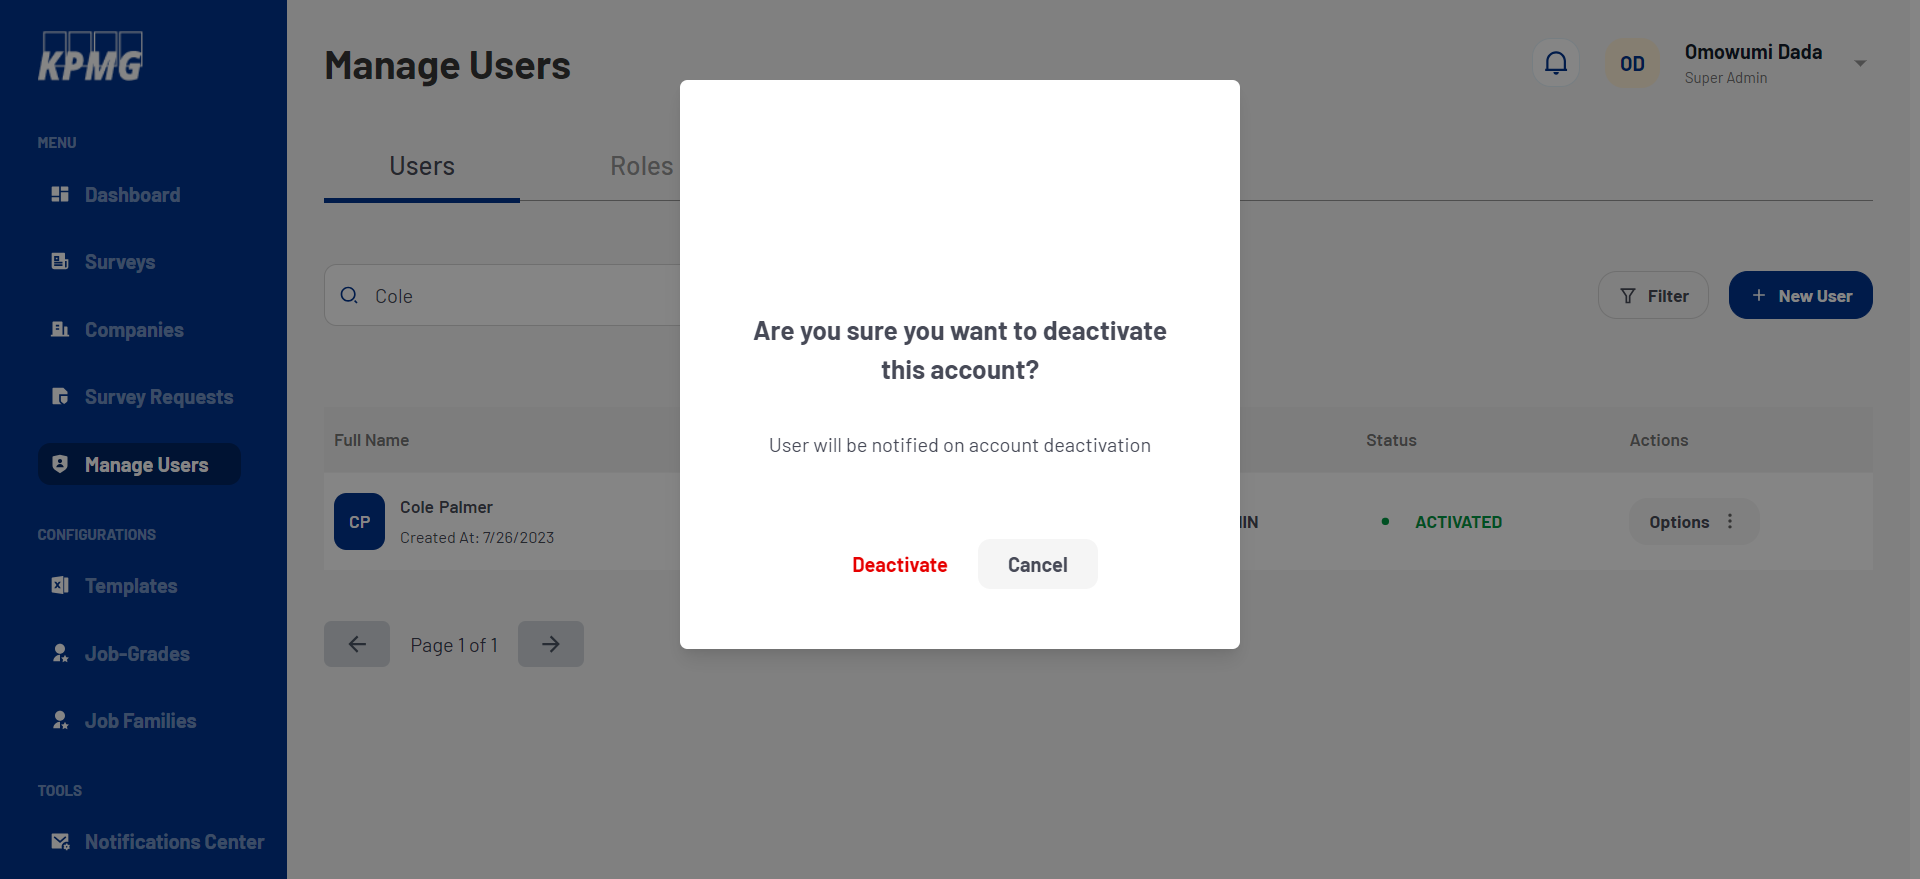 KPMG
MENU
Dashboard
Surveys
Companies
Survey Requests
Manage Users
CONFIGURATIONS
Templates
Job-Grades
Job Families
TOOLS
Notifications Center
Manage Users
OD
Omowumi Dada
Super Admin
Users
Roles
Cole
Filter
+ New User
Full Name
Status
Actions
CP
Cole Palmer
Created At: 7/26/2023
ACTIVATED
Options
Page 1 of 1
Are you sure you want to deactivate
this account?
User will be notified on account deactivation
Deactivate
Cancel